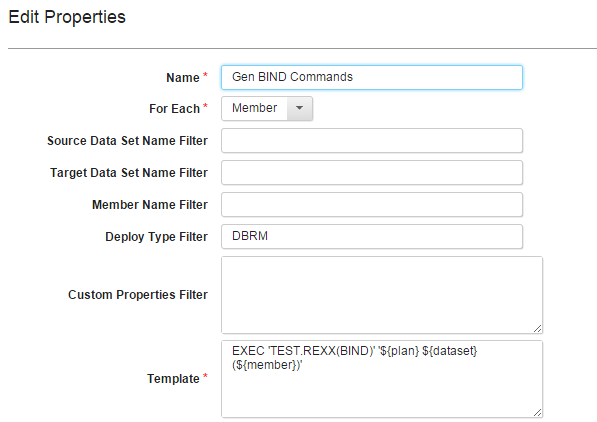 Edit Properties
Name * Gen BIND Commands
For Each * Member
Source Data Set Name Filter
Target Data Set Name Filter
Member Name Filter
Deploy Type Filter DBRM
Custom Properties Filter
Template * EXEC 'TEST.REXX(BIND)' '${plan} ${dataset}
(${member})'